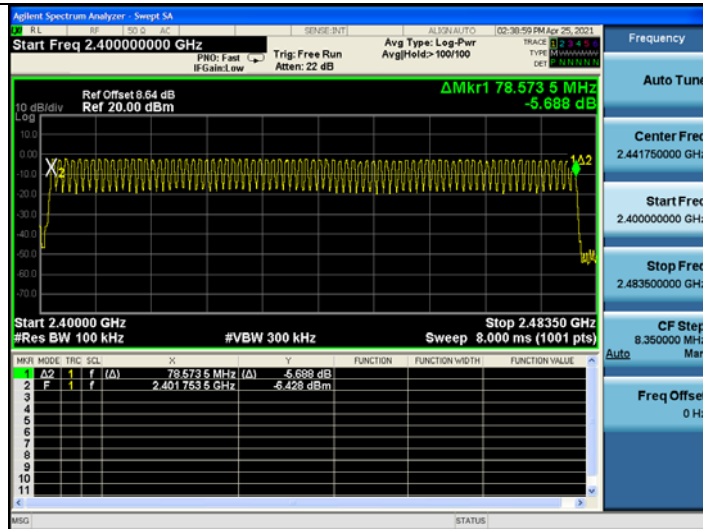 Agilent Spectrum Analyzer - Swept SA
RL RF 50 Ω AC SENSE:INT ALIGN AUTO 02:38:59 PM Apr 25, 2021
Start Freq 2.400000000 GHz
PNO: Fast
IFGain:Low
Trig: Free Run
Atten: 22 dB
Avg Type: Log-Pwr
Avg|Hold:> 100/100
TRACE 1 2 3 4 5 6
TYPE M
DET P N N N N N
Ref Offset 8.64 dB
10 dB/div Ref 20.00 dBm
Log
ΔMkr1 78.573 5 MHz
-5.688 dB
10.0
0.00
-10.0
-20.0
-30.0
-40.0
-50.0
-60.0
-70.0
X2
1Δ2
Start 2.40000 GHz Stop 2.48350 GHz
#Res BW 100 kHz #VBW 300 kHz Sweep 8.000 ms (1001 pts)
MKR MODE TRC SCL X Y FUNCTION FUNCTION WIDTH FUNCTION VALUE
1 Δ2 1 f (Δ) 78.573 5 MHz (Δ) -5.688 dB
2 F 1 f 2.401 753 5 GHz -6.428 dBm
3
4
5
6
7
8
9
10
11
MSG STATUS
Frequency
Auto Tune
Center Freq
2.441750000 GHz
Start Freq
2.400000000 GHz
Stop Freq
2.483500000 GHz
CF Step
8.350000 MHz
Auto Man
Freq Offset
0 Hz